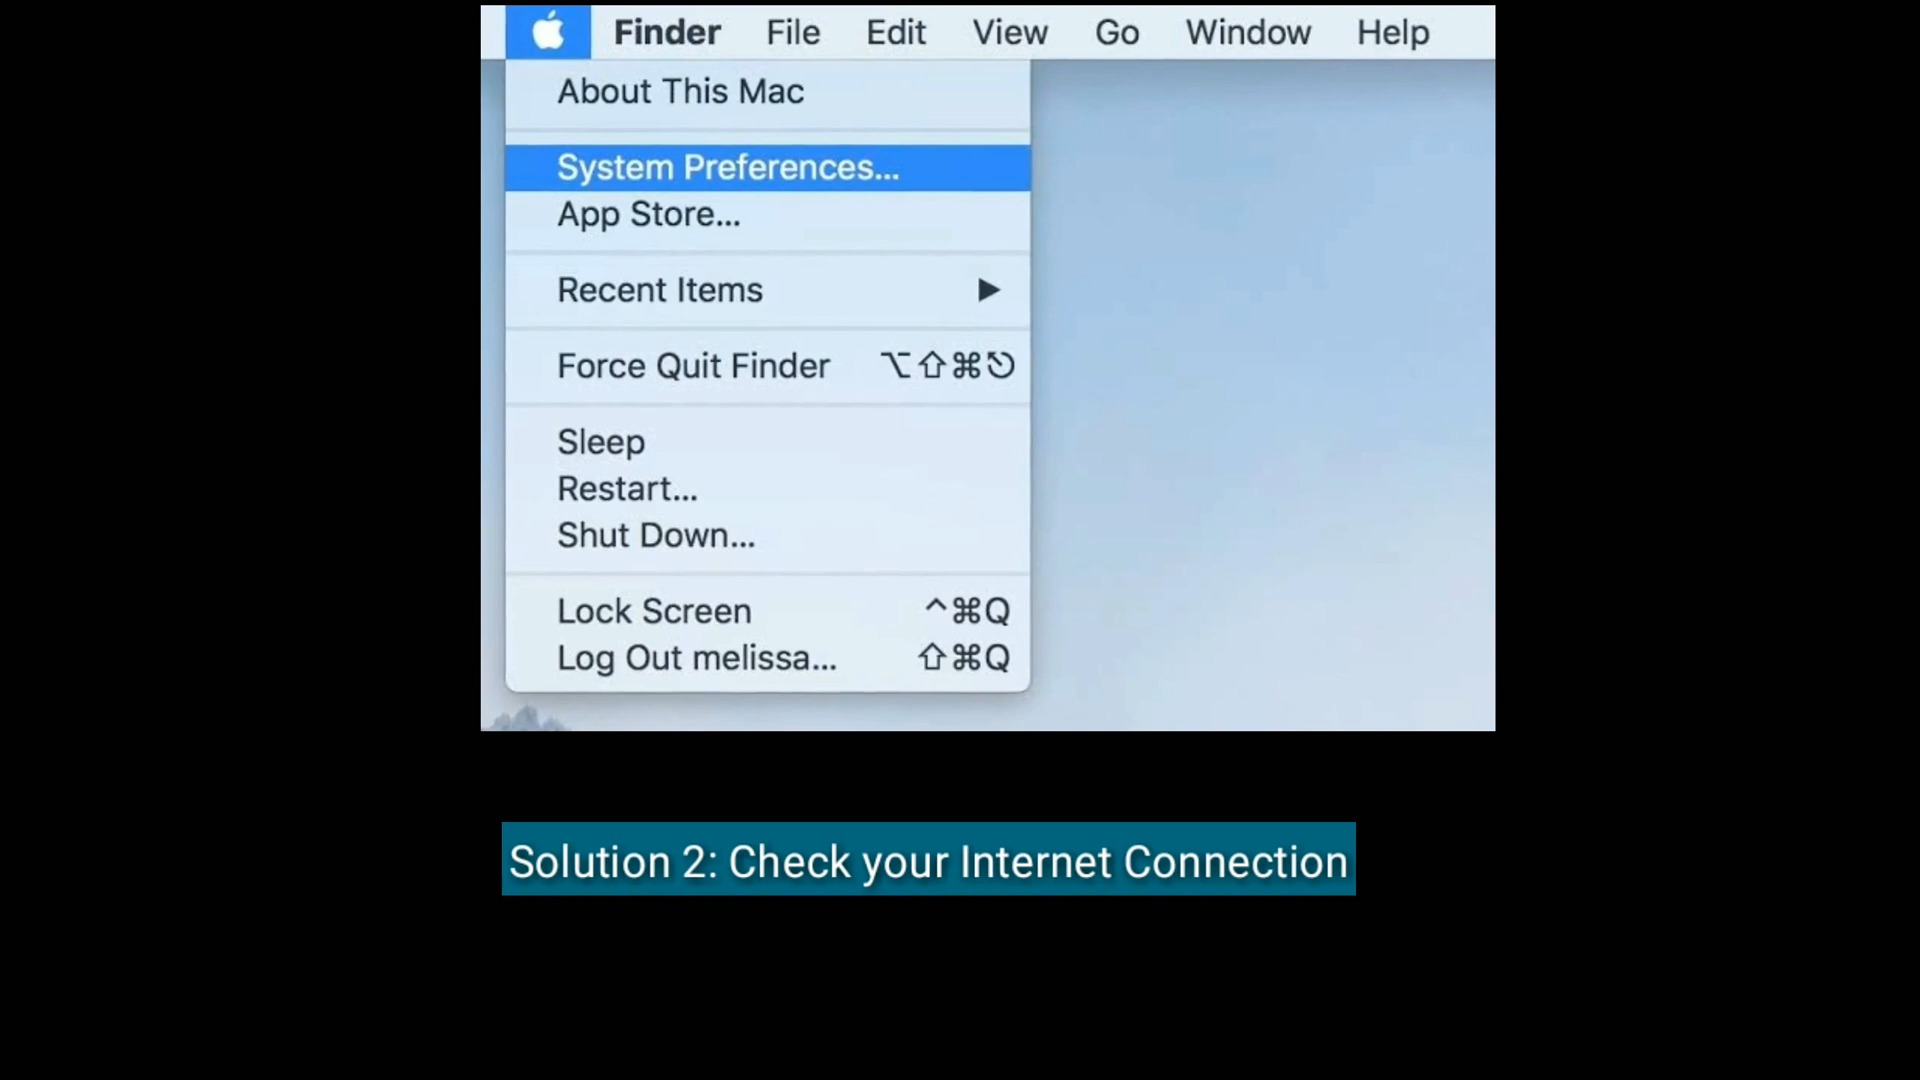 Finder File Edit View Go Window Help
About This Mac
System Preferences...
App Store...
Recent Items ▶
Force Quit Finder ⌥⇧⌘⎋
Sleep
Restart...
Shut Down...
Lock Screen ^⌘Q
Log Out melissa... ⇧⌘Q
Solution 2: Check your Internet Connection